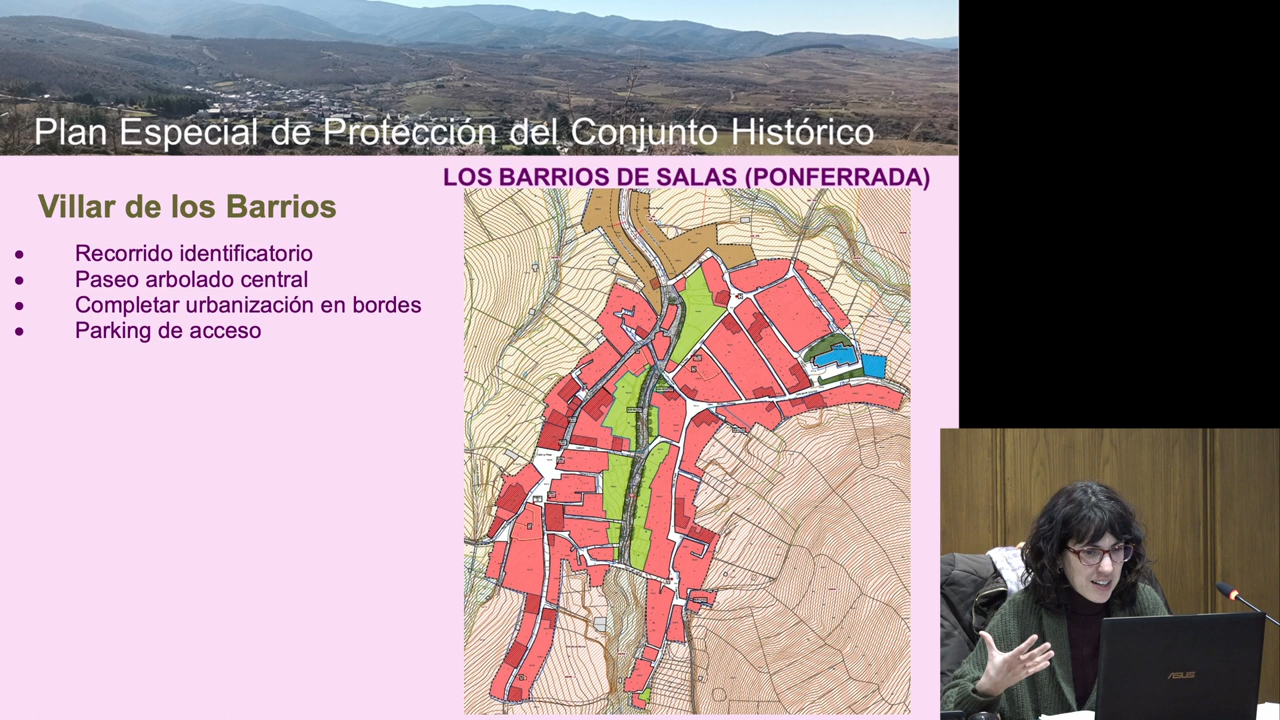 Plan Especial de Protección del Conjunto Histórico
LOS BARRIOS DE SALAS (PONFERRADA)
Villar de los Barrios
• Recorrido identificatorio
• Paseo arbolado central
• Completar urbanización en bordes
• Parking de acceso
ASUS